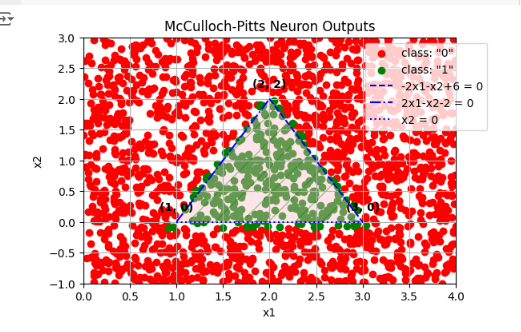 McCulloch-Pitts Neuron Outputs
3.0
2.5
2.0
1.5
1.0
0.5
0.0
−0.5
−1.0
x2
class: "0"
class: "1"
-2x1-x2+6 = 0
2x1-x2-2 = 0
x2 = 0
(2, 2)
(1, 0)
(3, 0)
0.0 0.5 1.0 1.5 2.0 2.5 3.0 3.5 4.0
x1